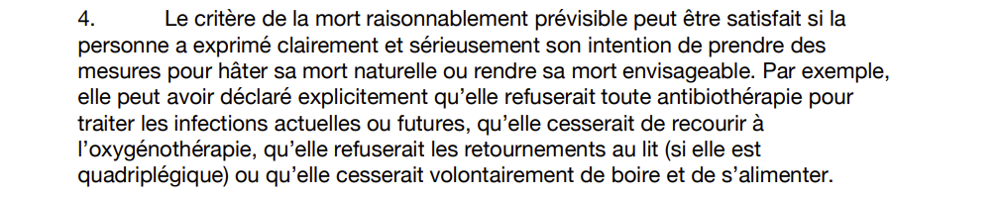 4. Le critère de la mort raisonnablement prévisible peut être satisfait si la
personne a exprimé clairement et sérieusement son intention de prendre des
mesures pour hâter sa mort naturelle ou rendre sa mort envisageable. Par exemple,
elle peut avoir déclaré explicitement qu’elle refuserait toute antibiothérapie pour
traiter les infections actuelles ou futures, qu’elle cesserait de recourir à
l’oxygénothérapie, qu’elle refuserait les retournements au lit (si elle est
quadriplégique) ou qu’elle cesserait volontairement de boire et de s’alimenter.